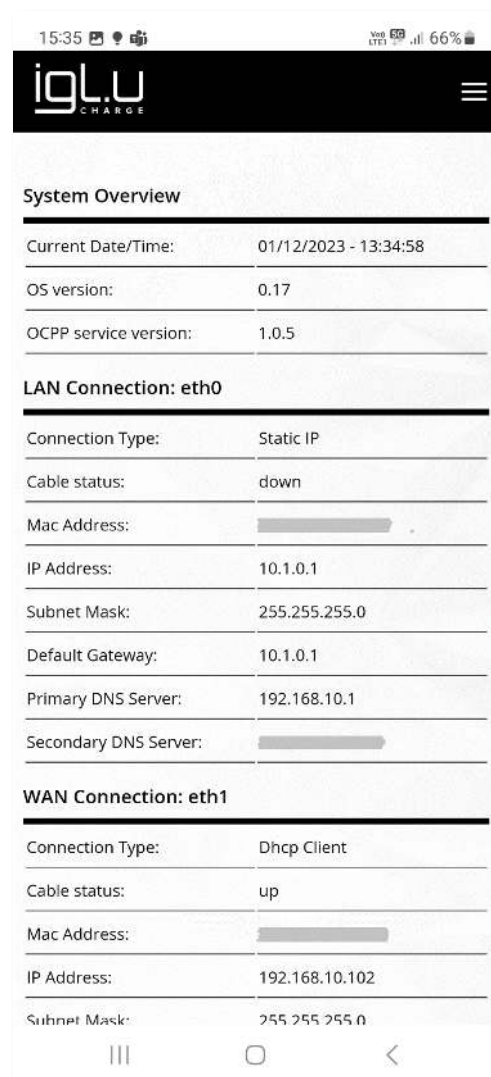 15:35 Vo) 5G LTE1 .ıl 66%
igl.u
CHARGE
System Overview
Current Date/Time: 01/12/2023 - 13:34:58
OS version: 0.17
OCPP service version: 1.0.5
LAN Connection: eth0
Connection Type: Static IP
Cable status: down
Mac Address:
IP Address: 10.1.0.1
Subnet Mask: 255.255.255.0
Default Gateway: 10.1.0.1
Primary DNS Server: 192.168.10.1
Secondary DNS Server:
WAN Connection: eth1
Connection Type: Dhcp Client
Cable status: up
Mac Address:
IP Address: 192.168.10.102
Subnet Mask: 255.255.255.0